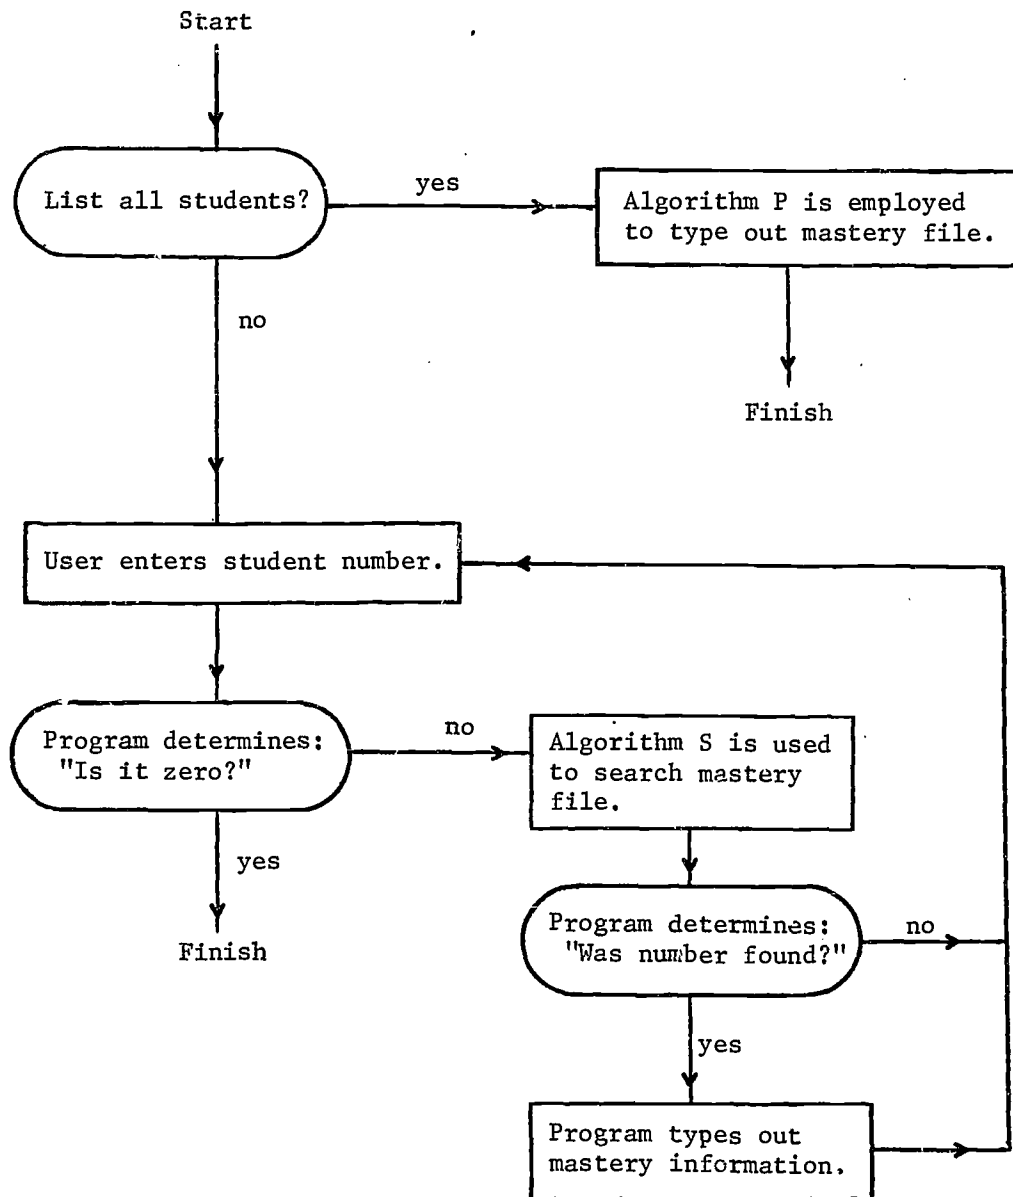 Start
List all students?
yes
Algorithm P is employed
to type out mastery file.
no
Finish
User enters student number.
Program determines:
"Is it zero?"
no
Algorithm S is used
to search mastery
file.
yes
Finish
Program determines:
"Was number found?"
no
yes
Program types out
mastery information.